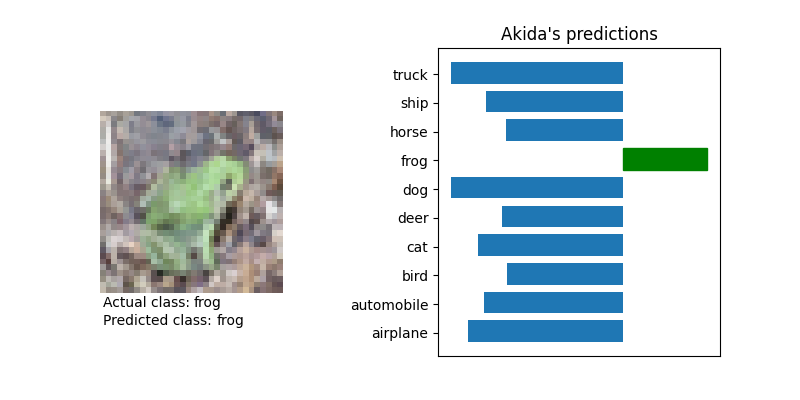 Akida's predictions
truck
ship
horse
frog
dog
deer
cat
bird
automobile
airplane
Actual class: frog
Predicted class: frog